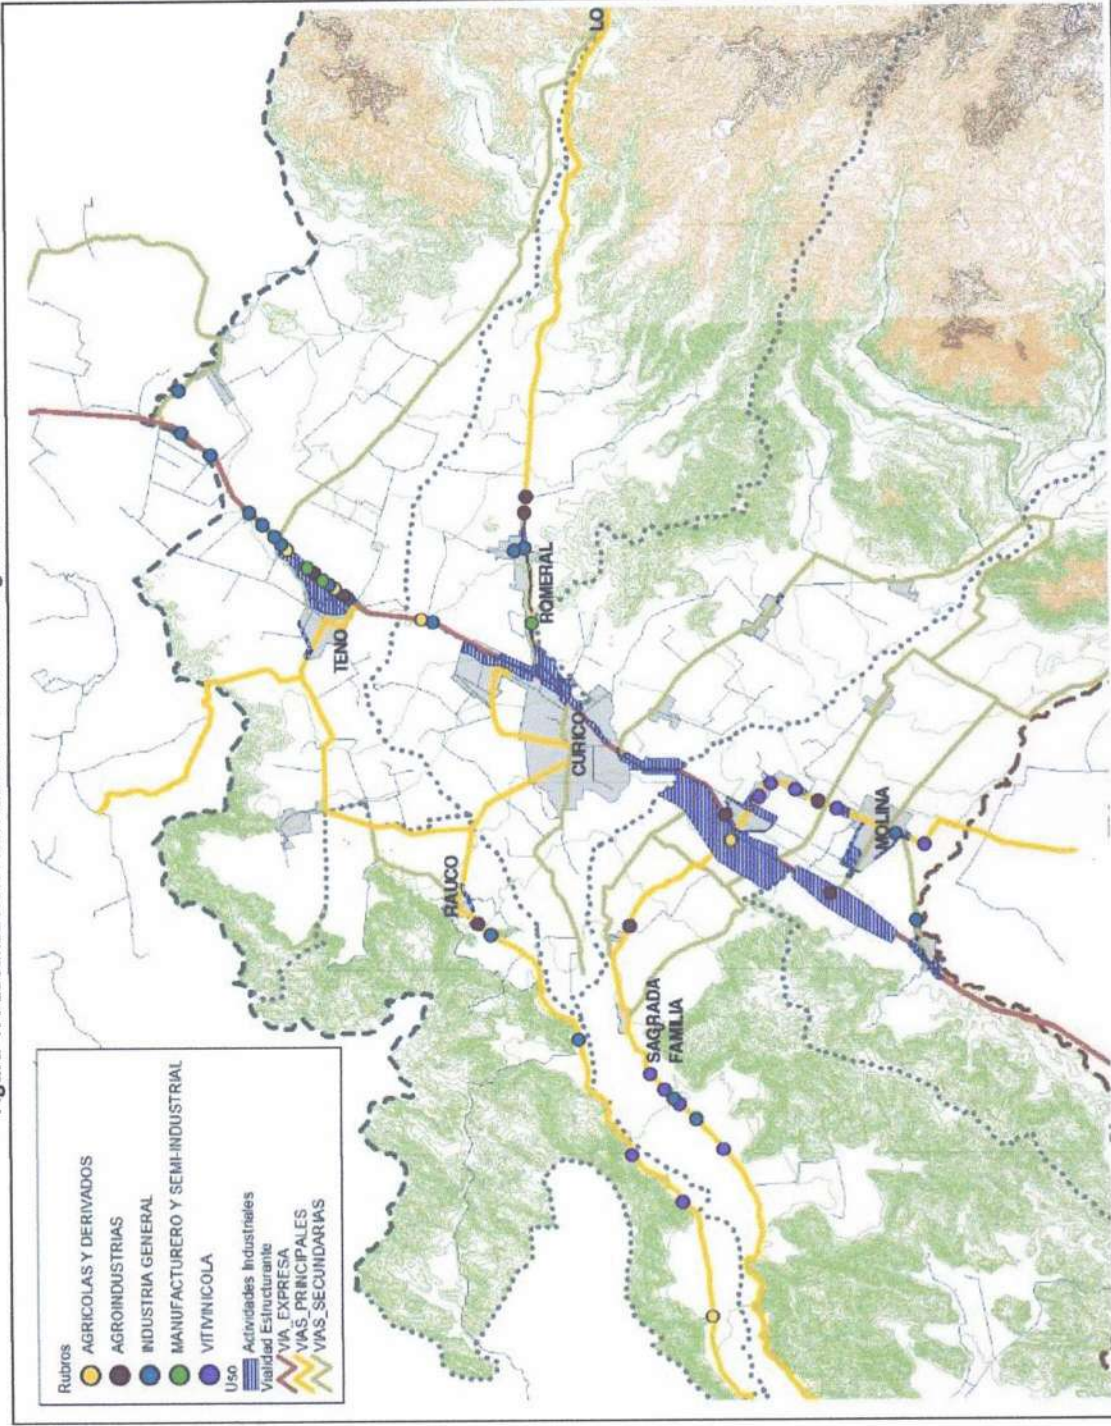 Rubros
AGRICOLAS Y DERIVADOS
AGROINDUSTRIAS
INDUSTRIA GENERAL
MANUFACTURERO Y SEMI-INDUSTRIAL
VITIVINICOLA
Uso
Actividades Industriales
Vialidad Estructurante
VIA_EXPRESA
VIAS_PRINCIPALES
VIAS_SECUNDARIAS
TENO
RAUCO
ROMERAL
CURICO
SAGRADA
FAMILIA
MOLINA
LO